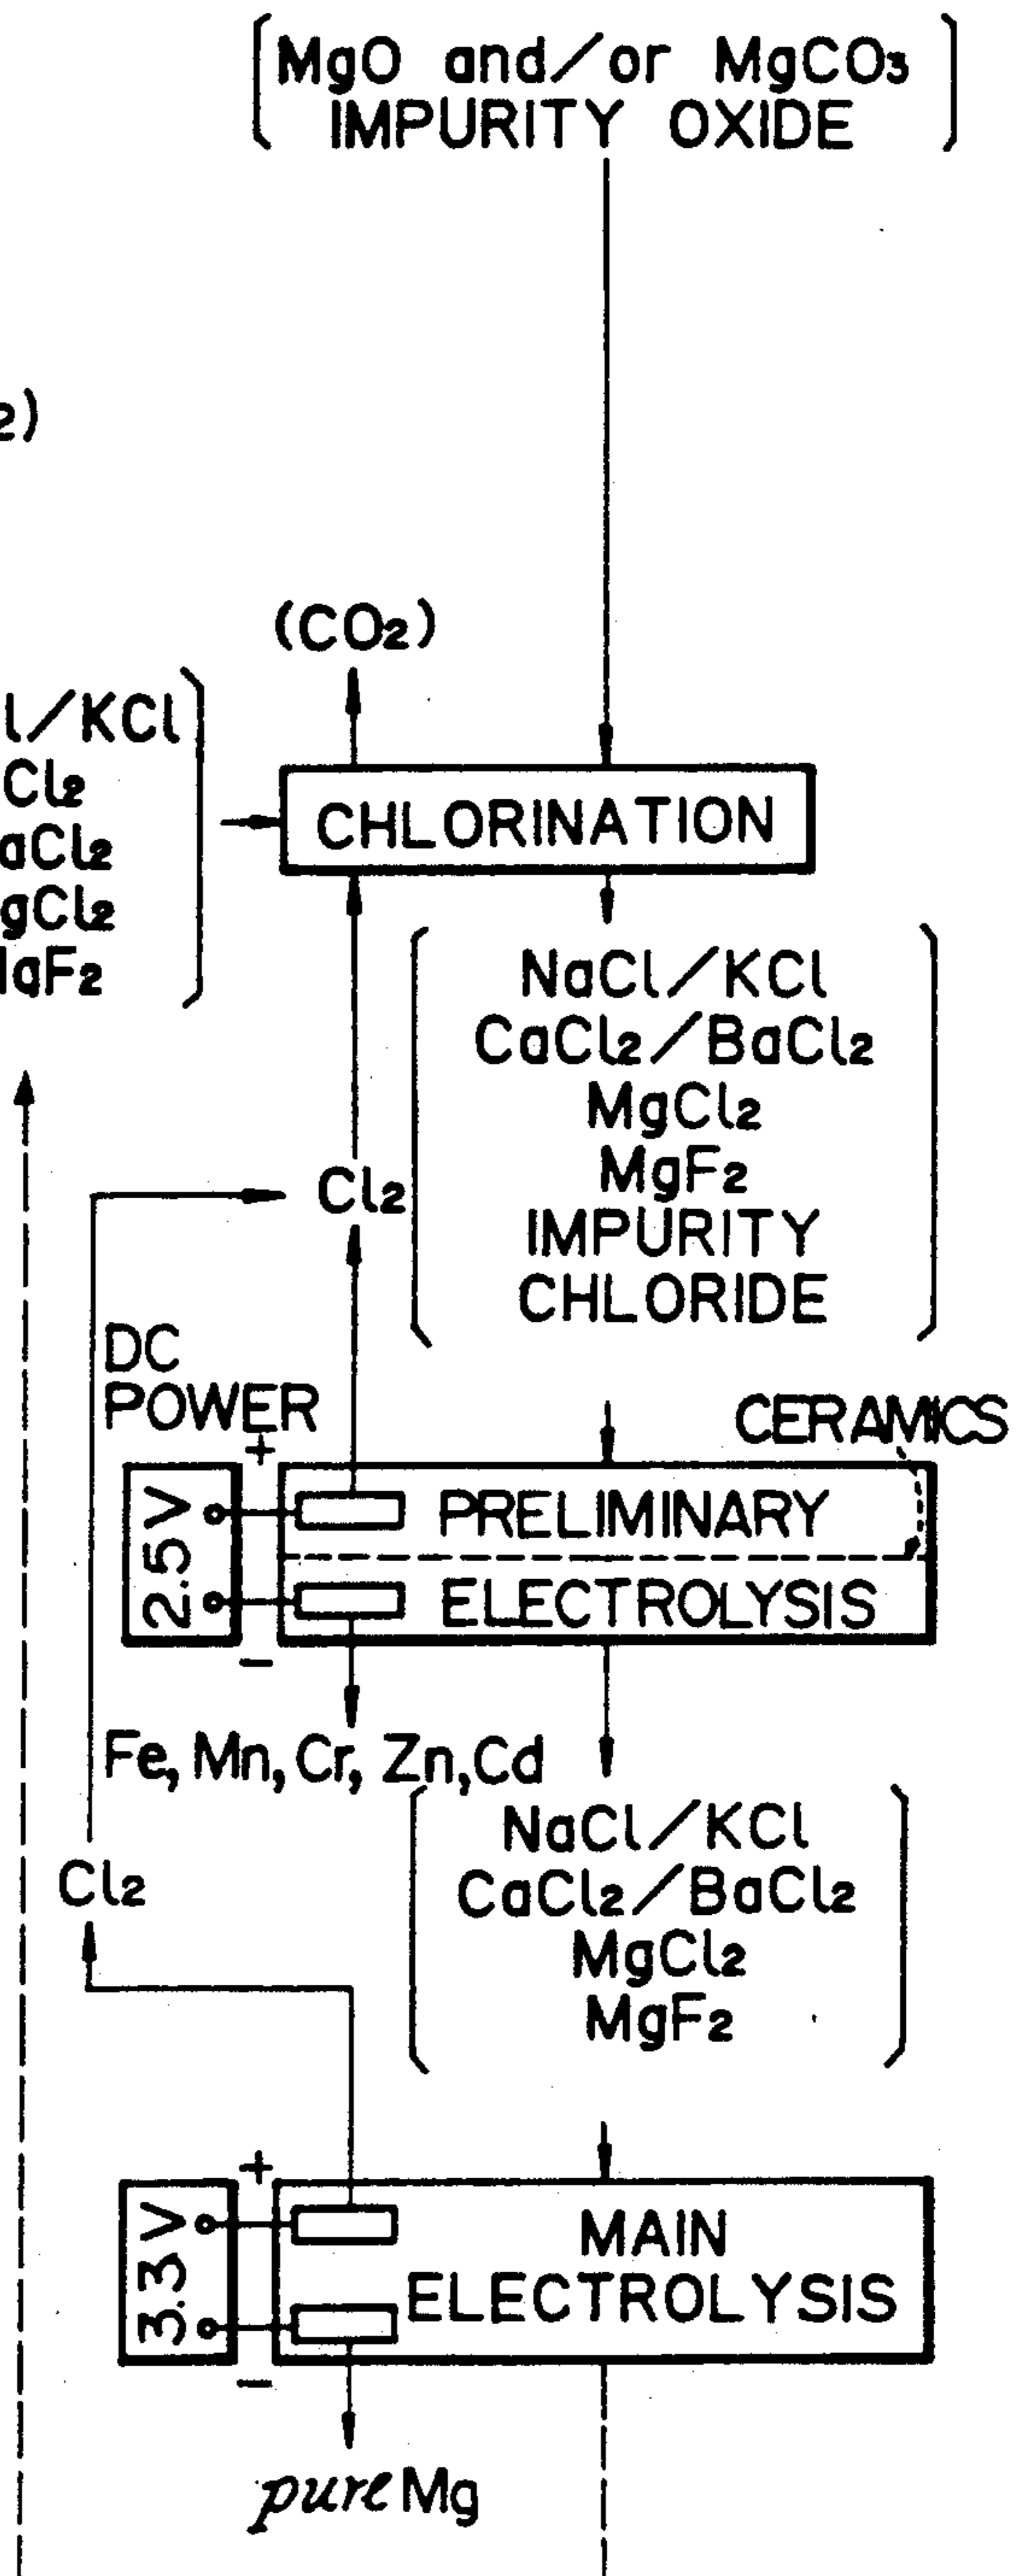 [MgO and/or MgCO₃
IMPURITY OXIDE]
2)
(CO₂)
l/KCl
Cl₂
aCl₂
gCl₂
F₂
CHLORINATION
NaCl/KCl
CaCl₂/BaCl₂
MgCl₂
MgF₂
IMPURITY
CHLORIDE
Cl₂
DC
POWER
CERAMICS
+
2.5V
PRELIMINARY
ELECTROLYSIS
−
Fe, Mn, Cr, Zn, Cd
NaCl/KCl
CaCl₂/BaCl₂
MgCl₂
MgF₂
Cl₂
+
3.3V
MAIN
ELECTROLYSIS
−
pure Mg